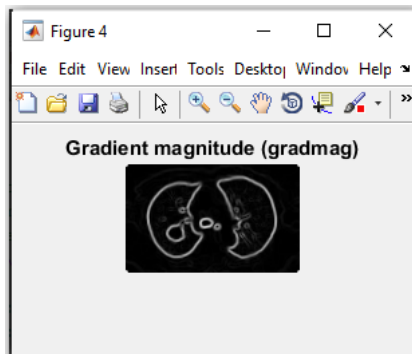 Figure 4
File Edit View Insert Tools Desktop Window Help
Gradient magnitude (gradmag)